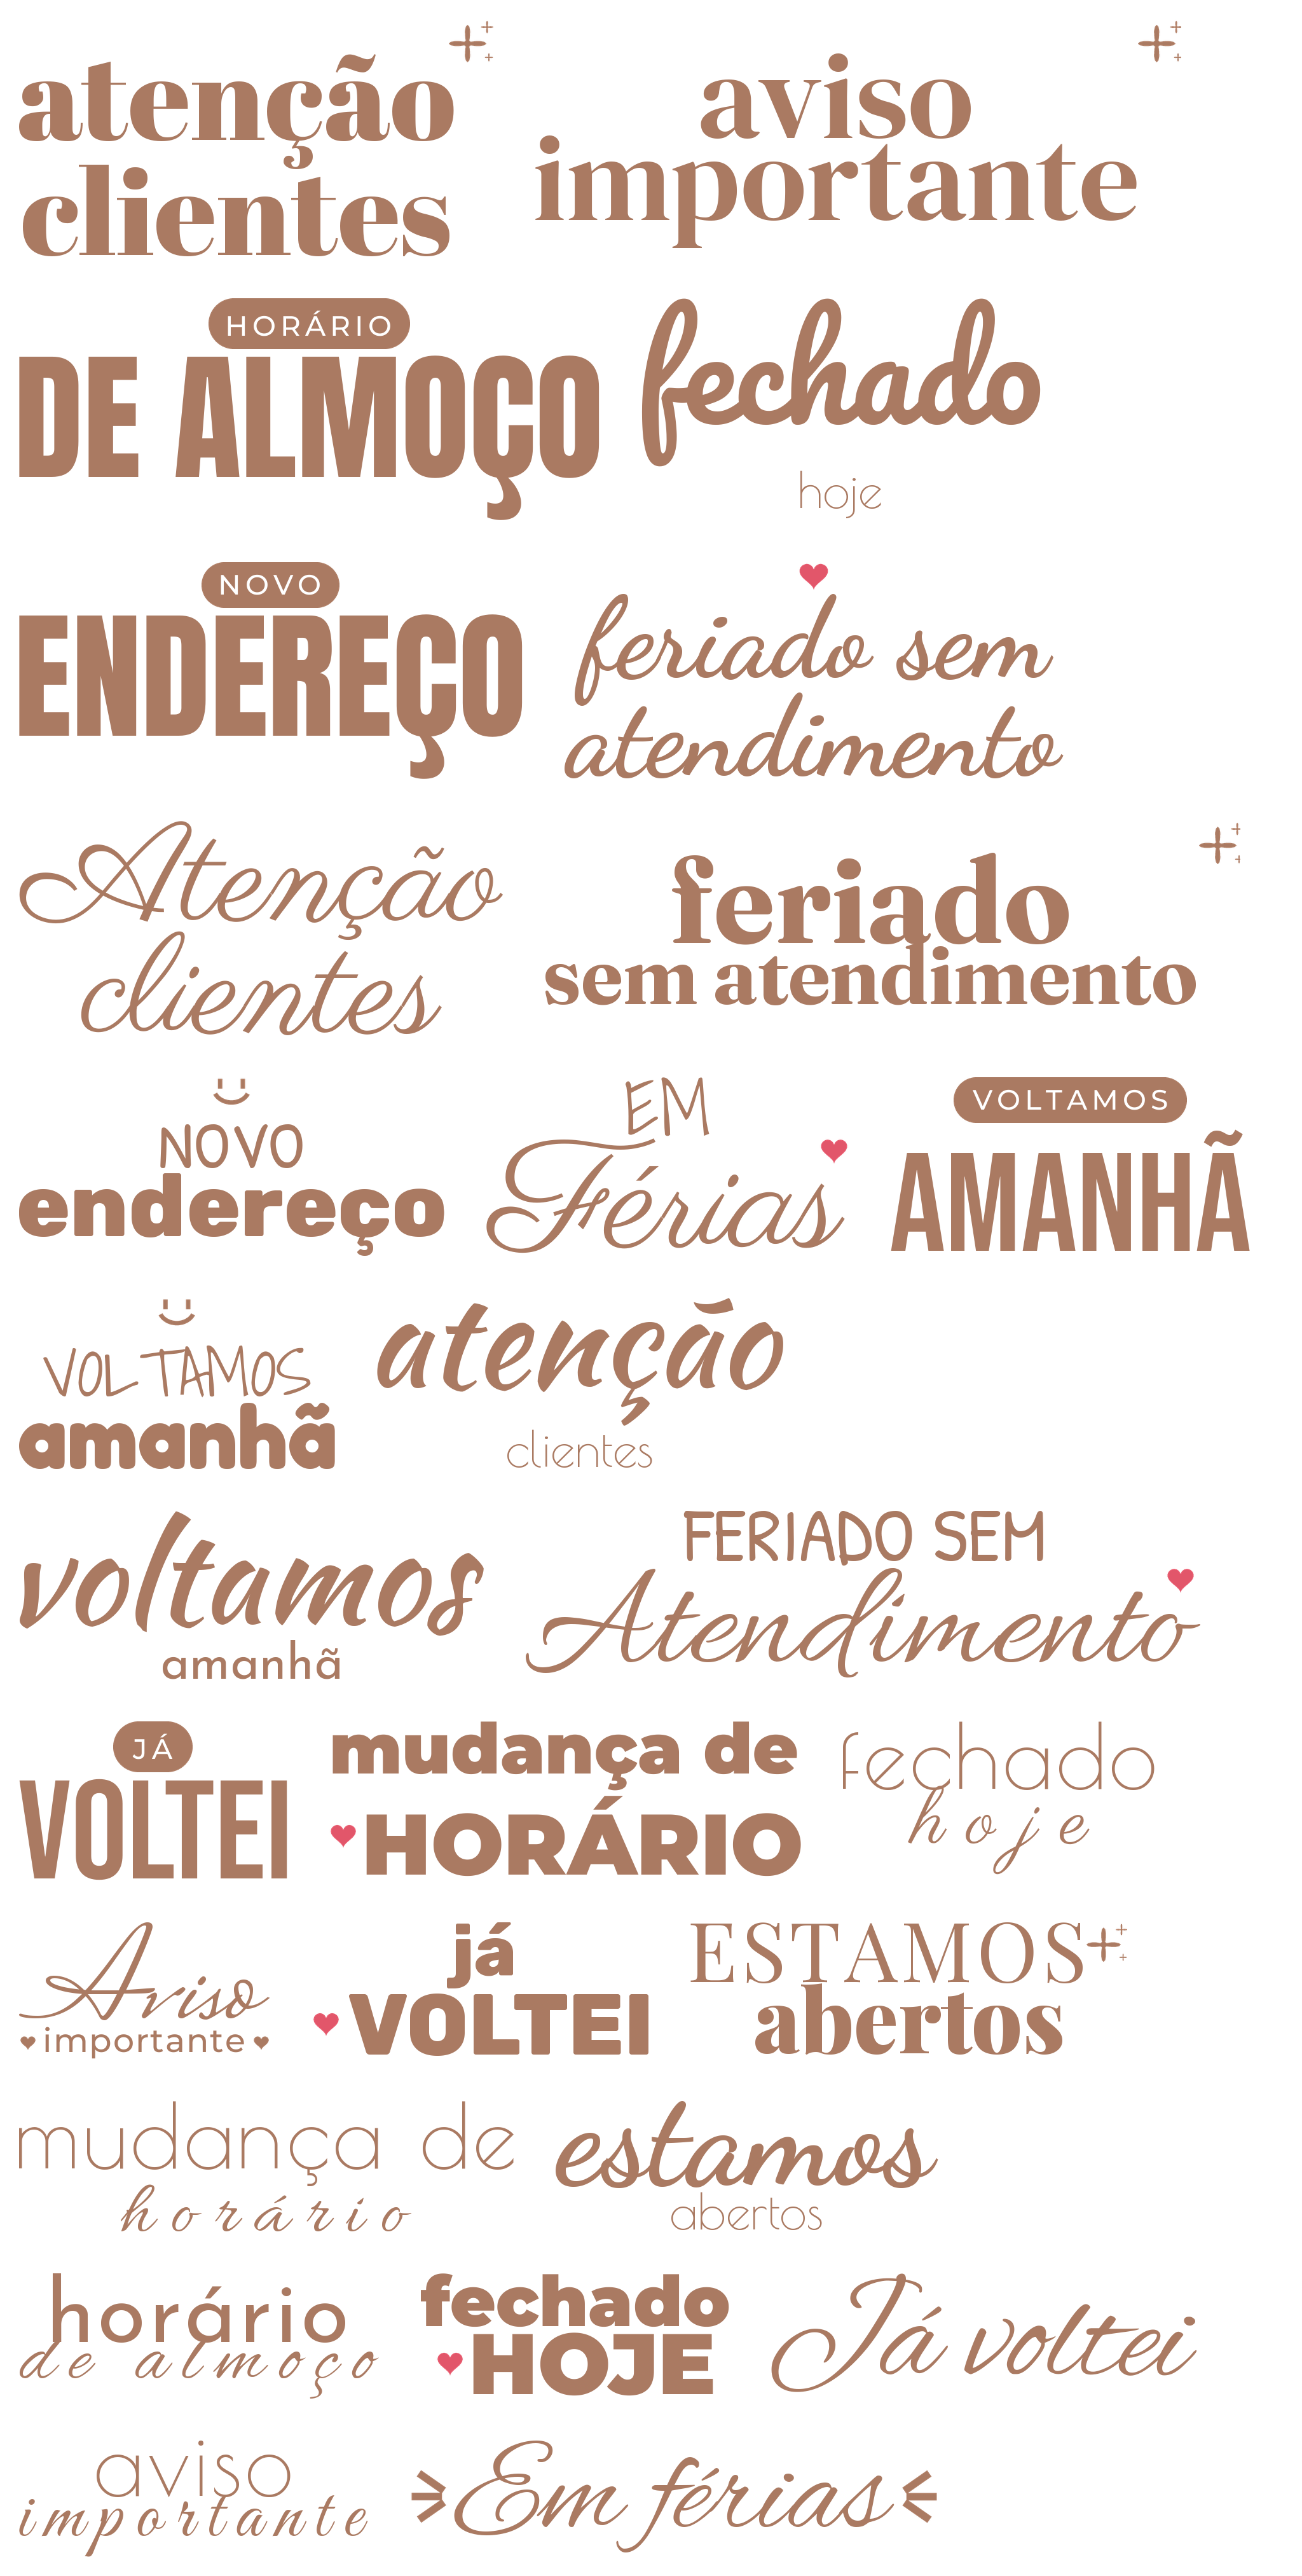 atenção
clientes
aviso
importante
HORÁRIO
DE ALMOÇO
fechado
hoje
NOVO
ENDEREÇO
feriado sem
atendimento
Atenção
clientes
feriado
sem atendimento
NOVO
endereço
EM
Férias
VOLTAMOS
AMANHÃ
VOLTAMOS
amanhã
atenção
clientes
voltamos
amanhã
FERIADO SEM
Atendimento
JÁ
VOLTEI
mudança de
HORÁRIO
fechado
hoje
Aviso
importante
já
VOLTEI
ESTAMOS
abertos
mudança de
horário
estamos
abertos
horário
de almoço
fechado
HOJE
Já voltei
aviso
importante
Em férias